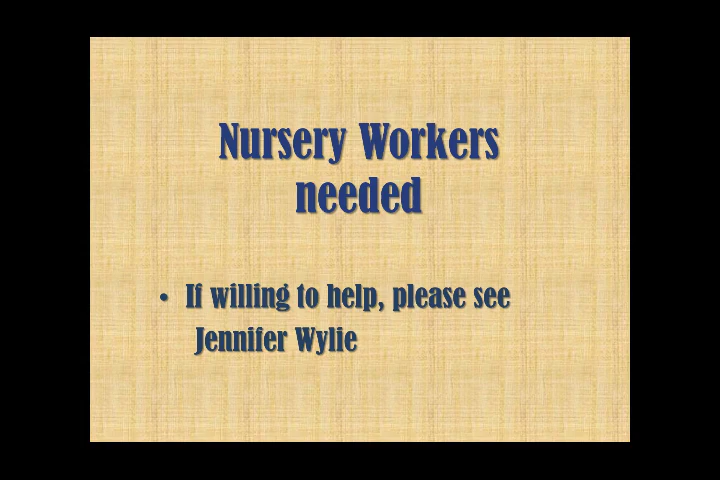 Nursery Workers
needed
• If willing to help, please see
Jennifer Wylie